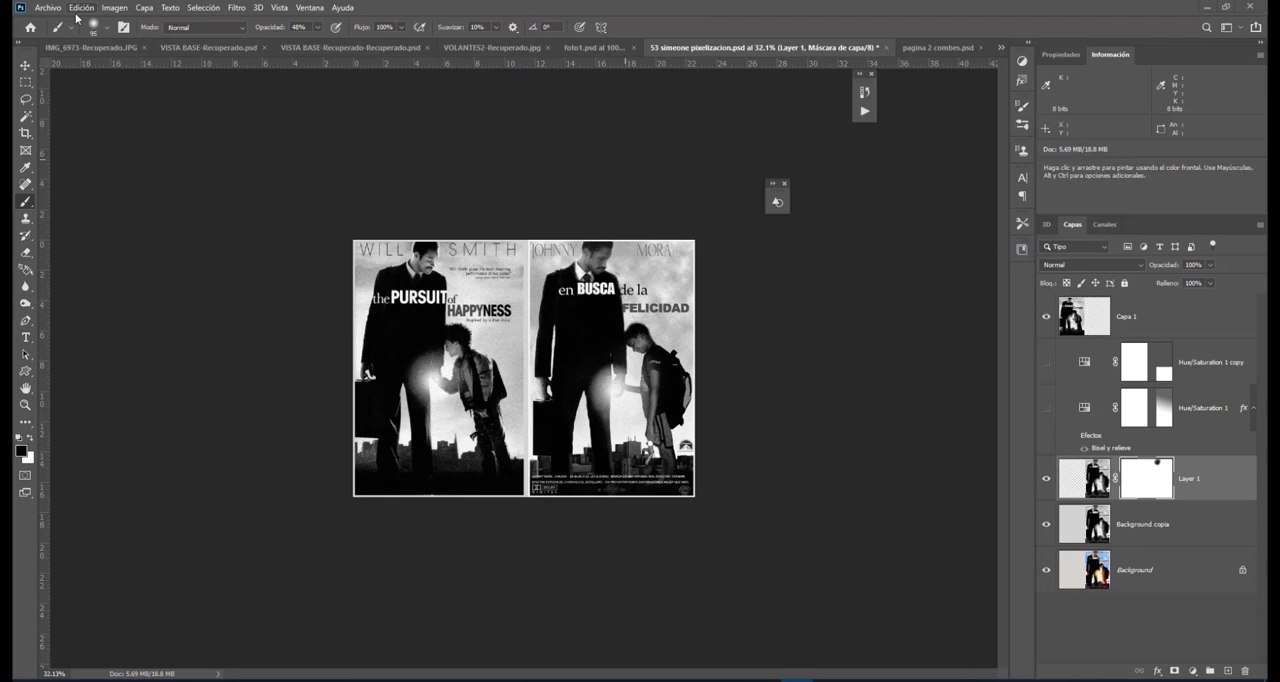 Archivo Edición Imagen Capa Texto Selección Filtro 3D Vista Ventana Ayuda
95 Modo: Normal Opacidad: 48% Flujo: 100% Suavizar: 10% 0°
IMG_6973-Recuperado.JPG × VISTA BASE-Recuperado.psd × VISTA BASE-Recuperado.psd × VOLANTES2-Recuperado.jpg × foto1.psd al 100... × 53 simeone pixelizacion.psd al 32.1% (Layer 1, Máscara de capa/8) * × pagina 2 combes.psd ×
Propiedades Información
K :
C :
M :
Y :
K :
8 bits 8 bits
X :
Y :
An :
Al :
Doc: 5.69 MB/18.8 MB
Haga clic y arrastre para pintar usando el color frontal. Use Mayúsculas,
Alt y Ctrl para opciones adicionales.
3D Capas Canales
Tipo
Normal Opacidad: 100%
Bloq.: Relleno: 100%
Capa 1
Hue/Saturation 1 copy
Hue/Saturation 1 fx
Efectos
Bisel y relieve
Layer 1
Background copia
Background
WILL SMITH
the PURSUIT of
HAPPYNESS
Inspired by a true story
JOHNNY MORA
en BUSCA de la
FELICIDAD
32.13% Doc: 5.69 MB/18.8 MB